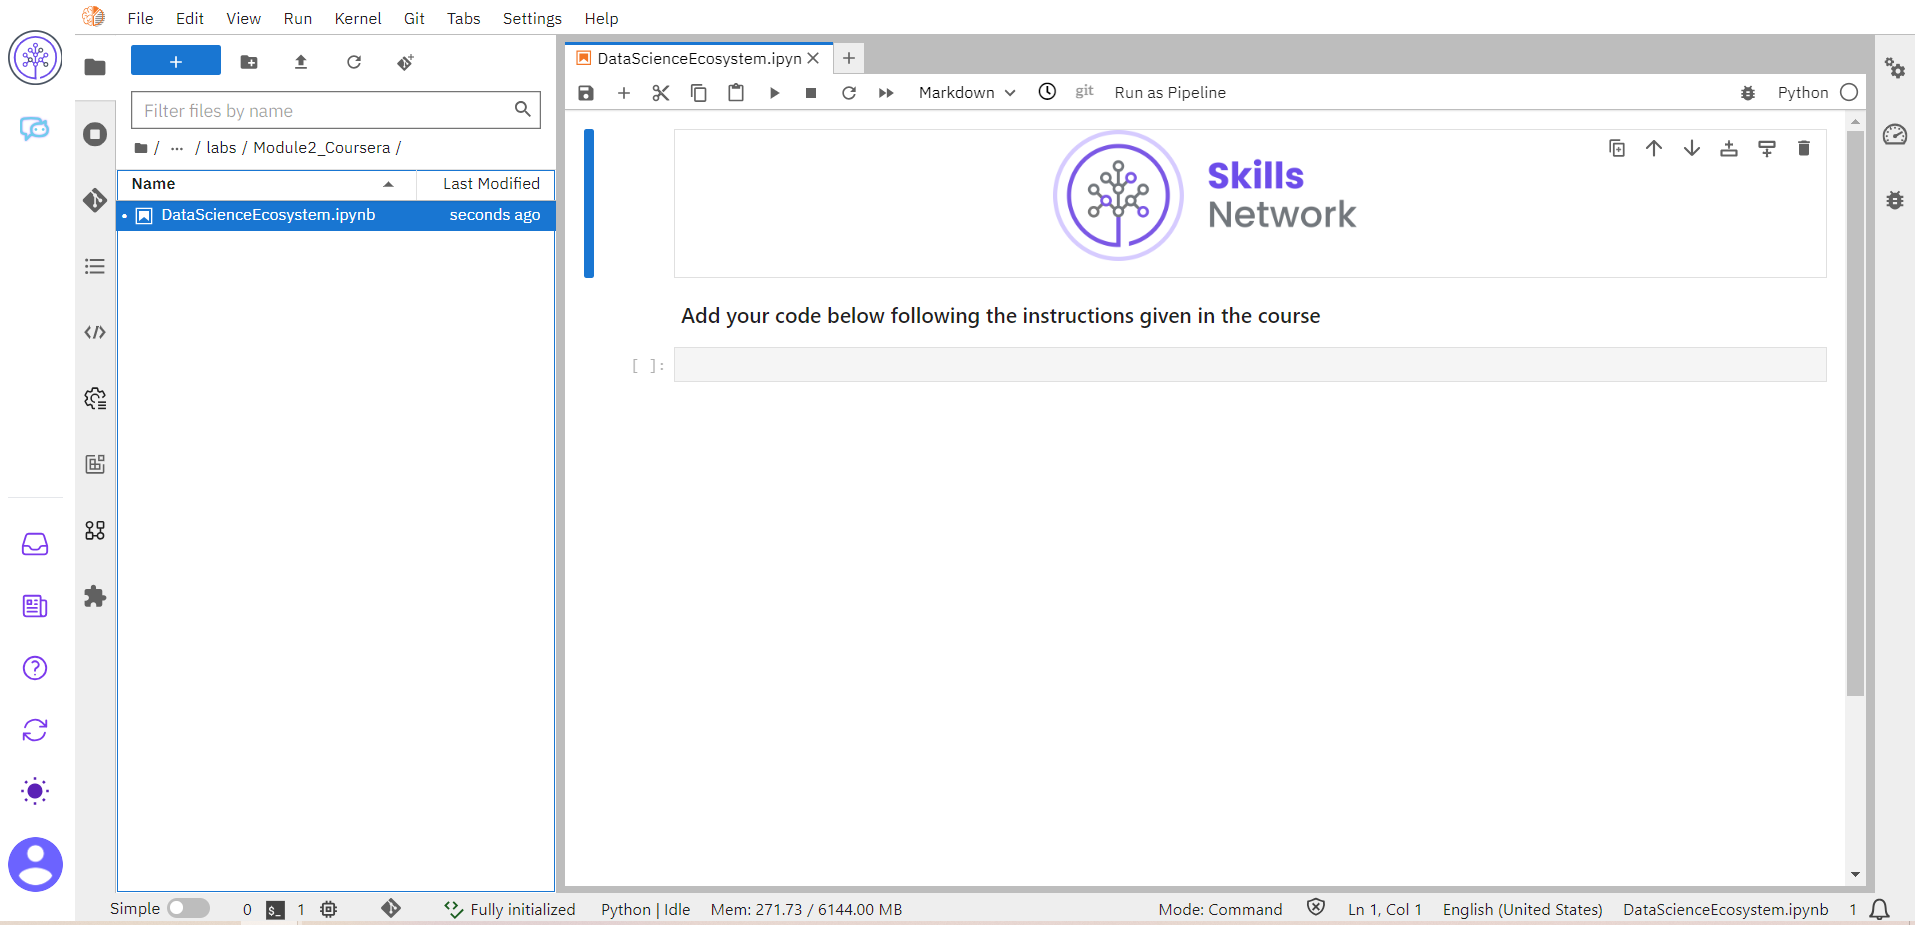 File Edit View Run Kernel Git Tabs Settings Help
Filter files by name
/ ... / labs / Module2_Coursera /
Name Last Modified
DataScienceEcosystem.ipynb seconds ago
DataScienceEcosystem.ipyn
Markdown git Run as Pipeline Python
Skills
Network
Add your code below following the instructions given in the course
[ ]:
Simple 0 $_ 1 Fully initialized Python | Idle Mem: 271.73 / 6144.00 MB Mode: Command Ln 1, Col 1 English (United States) DataScienceEcosystem.ipynb 1